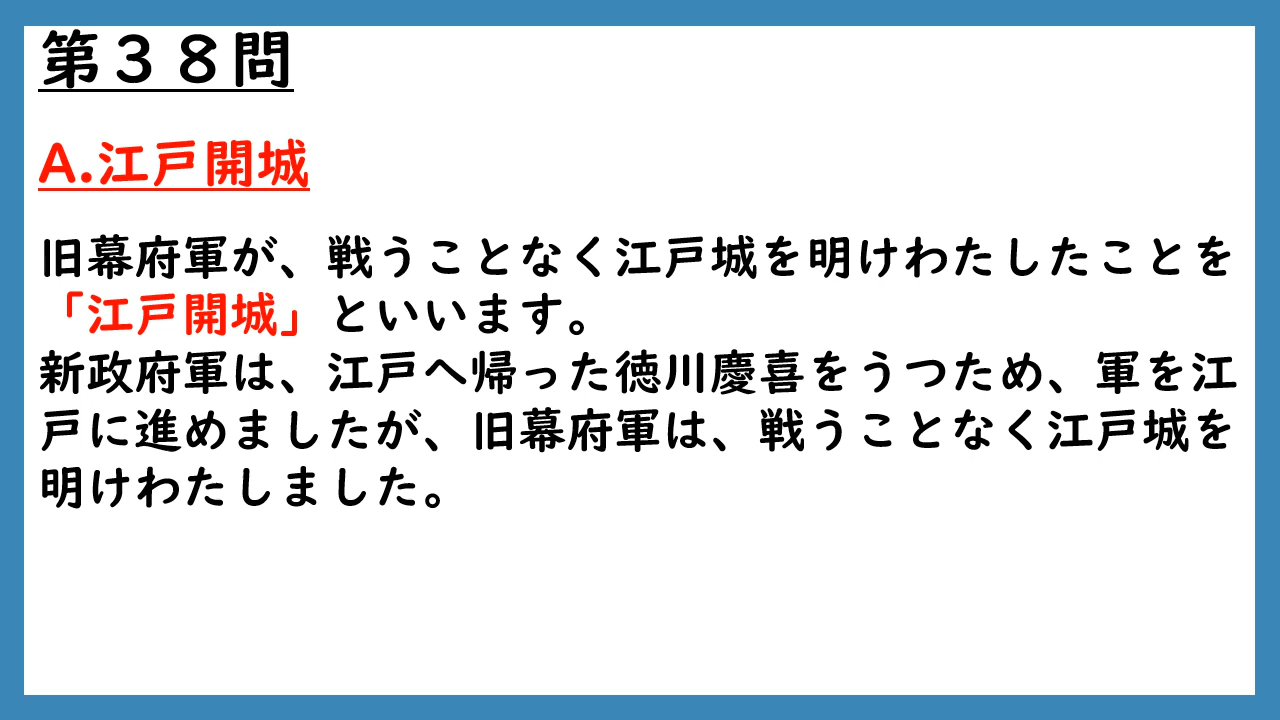 第３８問
A.江戸開城
旧幕府軍が、戦うことなく江戸城を明けわたしたことを
「江戸開城」といいます。
新政府軍は、江戸へ帰った徳川慶喜をうつため、軍を江
戸に進めましたが、旧幕府軍は、戦うことなく江戸城を
明けわたしました。